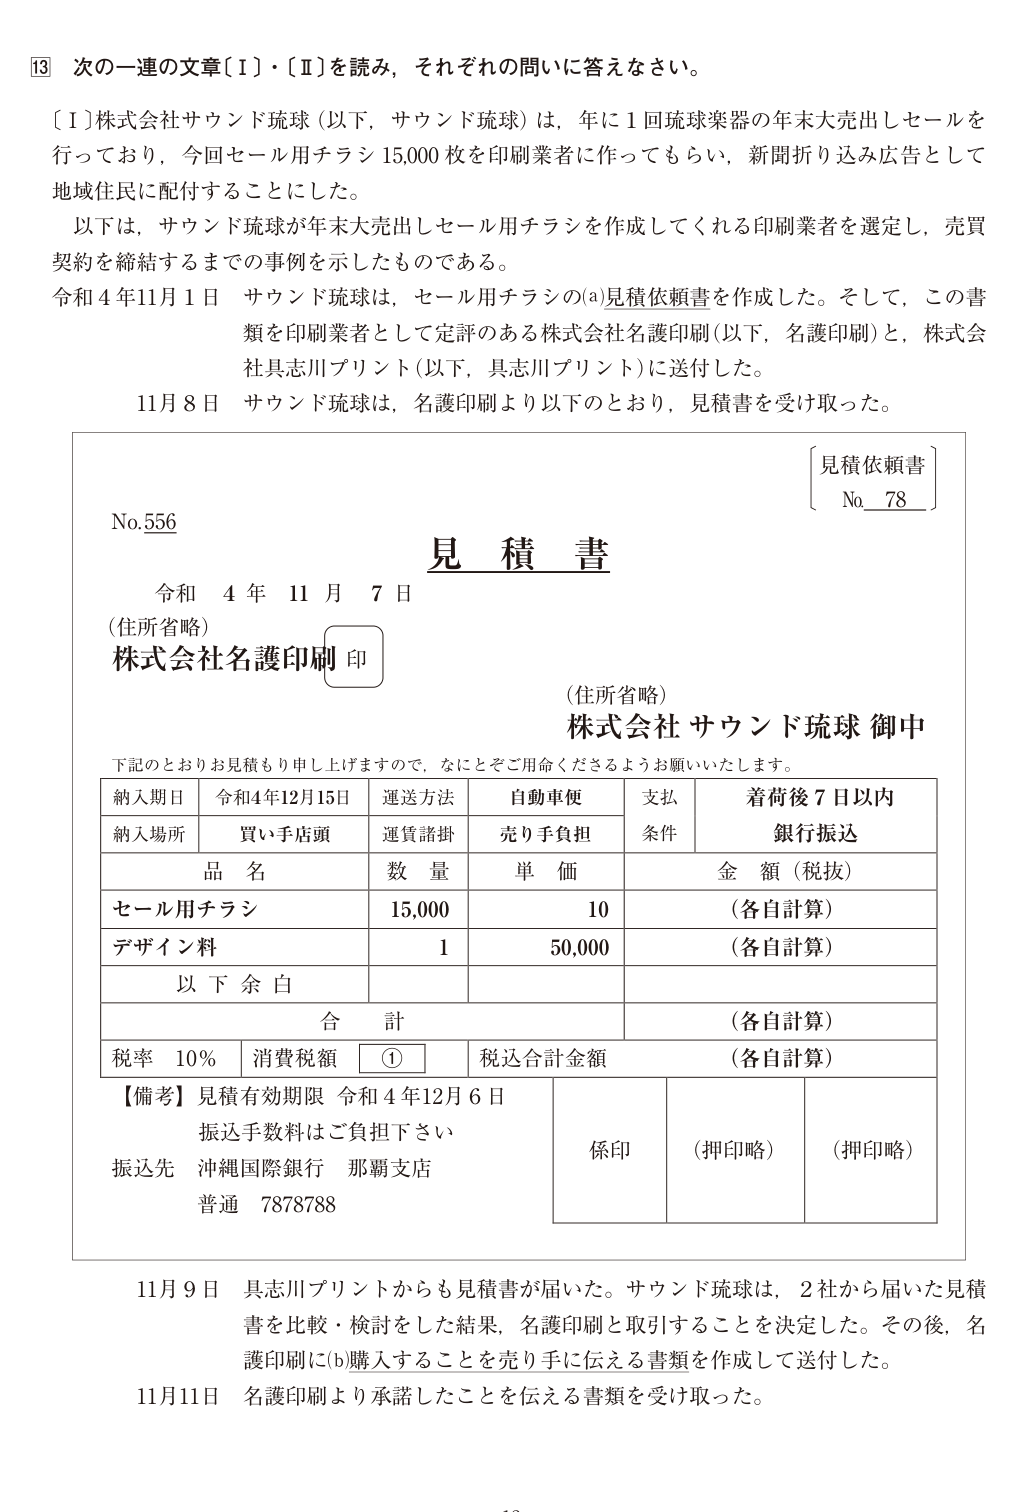 13 次の一連の文章〔Ⅰ〕・〔Ⅱ〕を読み，それぞれの問いに答えなさい。
〔Ⅰ〕株式会社サウンド琉球（以下，サウンド琉球）は，年に１回琉球楽器の年末大売出しセールを
行っており，今回セール用チラシ 15,000 枚を印刷業者に作ってもらい，新聞折り込み広告として
地域住民に配付することにした。
以下は，サウンド琉球が年末大売出しセール用チラシを作成してくれる印刷業者を選定し，売買
契約を締結するまでの事例を示したものである。
令和４年11月１日 サウンド琉球は，セール用チラシの(a)見積依頼書を作成した。そして，この書
類を印刷業者として定評のある株式会社名護印刷（以下，名護印刷）と，株式会
社具志川プリント（以下，具志川プリント）に送付した。
11月８日 サウンド琉球は，名護印刷より以下のとおり，見積書を受け取った。
見積依頼書
№ 78
No.556
見 積 書
令和 4 年 11 月 7 日
（住所省略）
株式会社名護印刷 印
（住所省略）
株式会社 サウンド琉球 御中
下記のとおりお見積もり申し上げますので，なにとぞご用命くださるようお願いいたします。
納入期日 令和4年12月15日 運送方法 自動車便 支払 着荷後７日以内
納入場所 買い手店頭 運賃諸掛 売り手負担 条件 銀行振込
品 名 数 量 単 価 金 額（税抜）
セール用チラシ 15,000 10 （各自計算）
デザイン料 1 50,000 （各自計算）
以 下 余 白
合 計 （各自計算）
税率 10% 消費税額 ① 税込合計金額 （各自計算）
【備考】見積有効期限 令和４年12月６日
振込手数料はご負担下さい
係印 （押印略） （押印略）
振込先 沖縄国際銀行 那覇支店
普通 7878788
11月９日 具志川プリントからも見積書が届いた。サウンド琉球は，２社から届いた見積
書を比較・検討をした結果，名護印刷と取引することを決定した。その後，名
護印刷に(b)購入することを売り手に伝える書類を作成して送付した。
11月11日 名護印刷より承諾したことを伝える書類を受け取った。